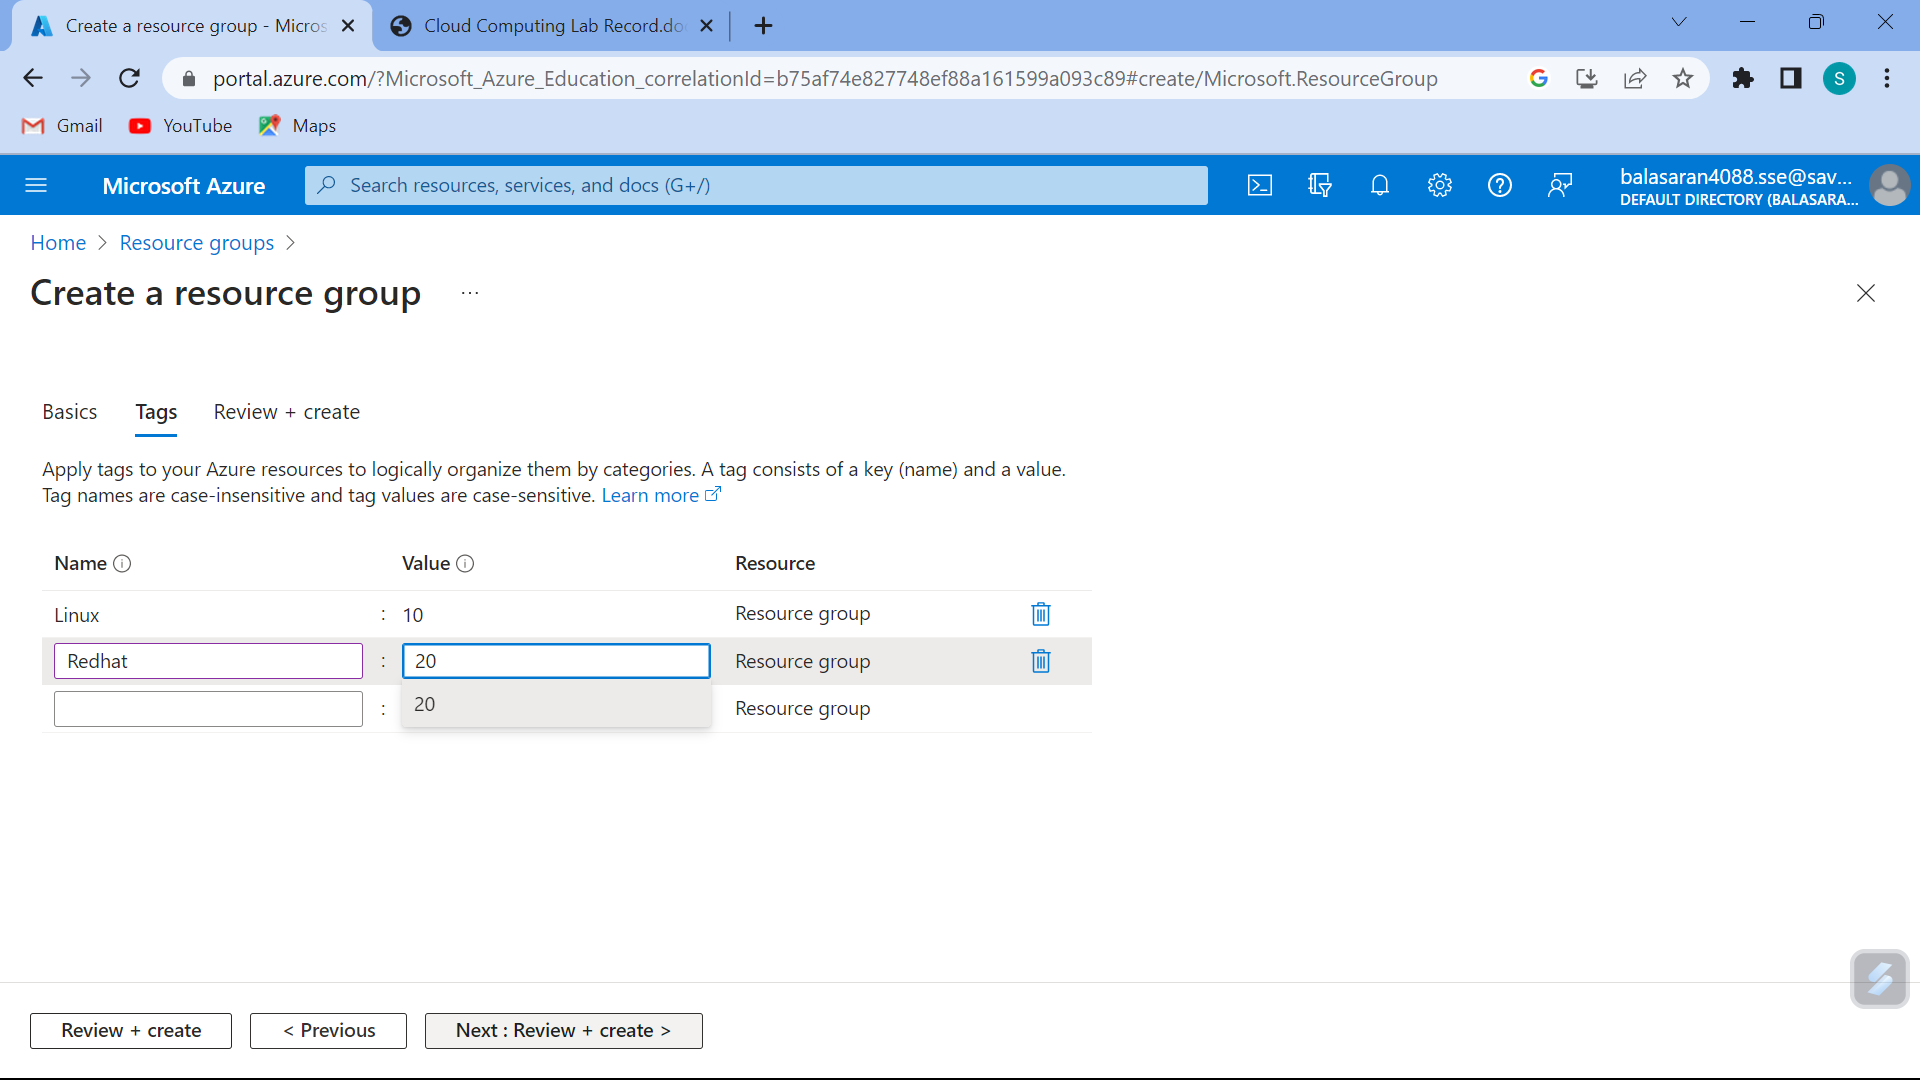 Create a resource group - Micros
Cloud Computing Lab Record.do
portal.azure.com/?Microsoft_Azure_Education_correlationId=b75af74e827748ef88a161599a093c89#create/Microsoft.ResourceGroup
S
Gmail
YouTube
Maps
Microsoft Azure
Search resources, services, and docs (G+/)
balasaran4088.sse@sav...
DEFAULT DIRECTORY (BALASARA...
Home > Resource groups >
Create a resource group ...
Basics
Tags
Review + create
Apply tags to your Azure resources to logically organize them by categories. A tag consists of a key (name) and a value.
Tag names are case-insensitive and tag values are case-sensitive. Learn more
Name Value Resource
Linux : 10 Resource group
Redhat : 20 Resource group
20
: Resource group
Review + create
< Previous
Next : Review + create >